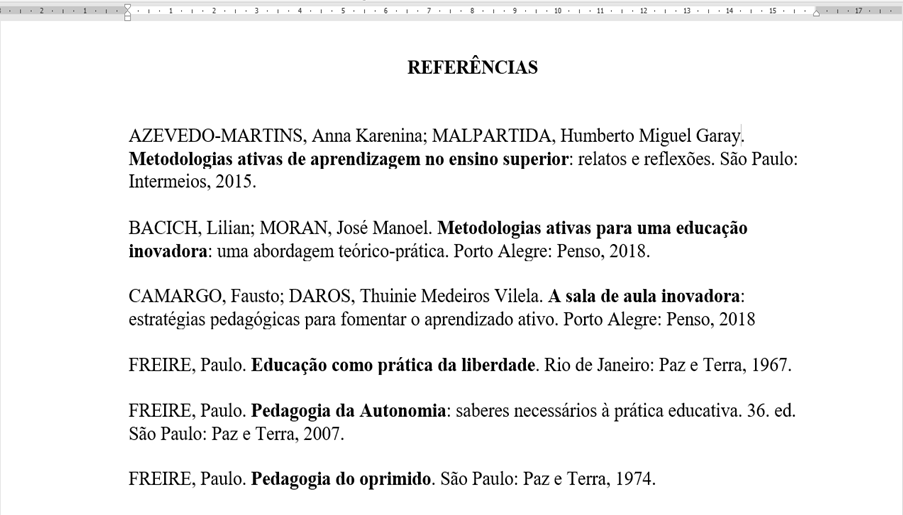 2 1 2 3 4 5 6 7 8 9 10 11 12 13 14 15 17
REFERÊNCIAS
AZEVEDO-MARTINS, Anna Karenina; MALPARTIDA, Humberto Miguel Garay.
Metodologias ativas de aprendizagem no ensino superior: relatos e reflexões. São Paulo:
Intermeios, 2015.
BACICH, Lilian; MORAN, José Manoel. Metodologias ativas para uma educação
inovadora: uma abordagem teórico-prática. Porto Alegre: Penso, 2018.
CAMARGO, Fausto; DAROS, Thuinie Medeiros Vilela. A sala de aula inovadora:
estratégias pedagógicas para fomentar o aprendizado ativo. Porto Alegre: Penso, 2018
FREIRE, Paulo. Educação como prática da liberdade. Rio de Janeiro: Paz e Terra, 1967.
FREIRE, Paulo. Pedagogia da Autonomia: saberes necessários à prática educativa. 36. ed.
São Paulo: Paz e Terra, 2007.
FREIRE, Paulo. Pedagogia do oprimido. São Paulo: Paz e Terra, 1974.